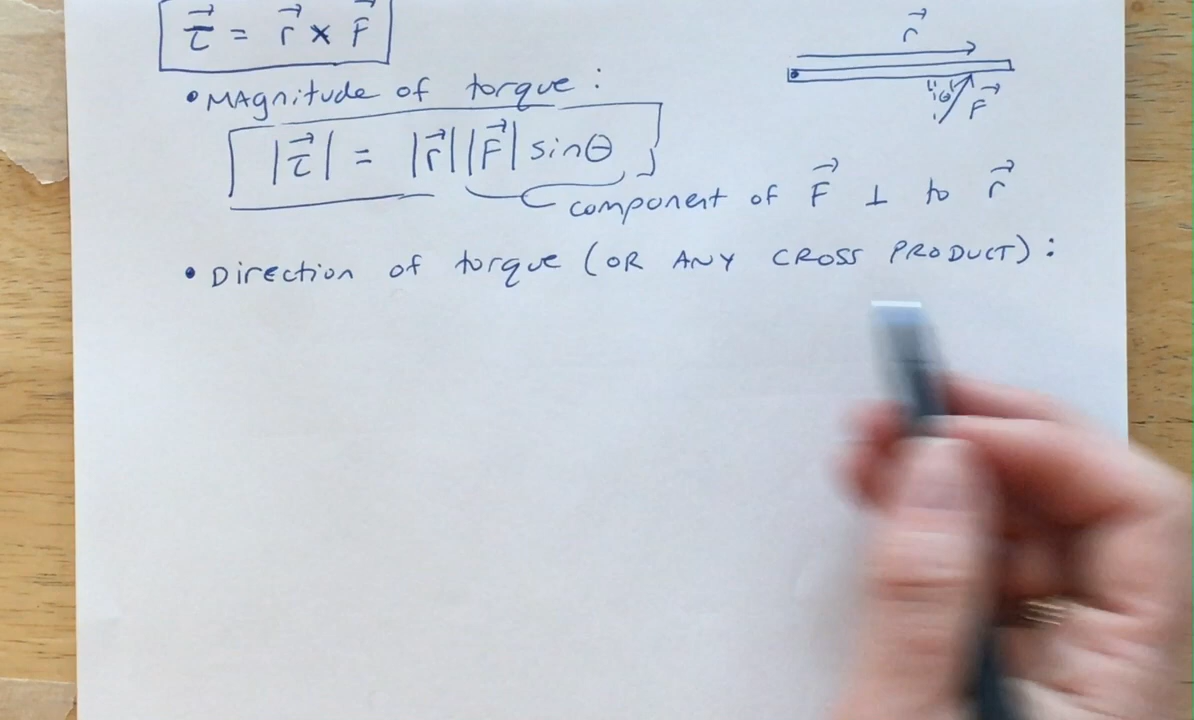 τ⃗ = r⃗ × F⃗
r⃗
• MAgnitude of torque :
θ F⃗
|τ⃗| = |r⃗||F⃗| sinθ
component of F⃗ ⊥ to r⃗
• Direction of torque (OR ANY CROSS PRODUCT) :